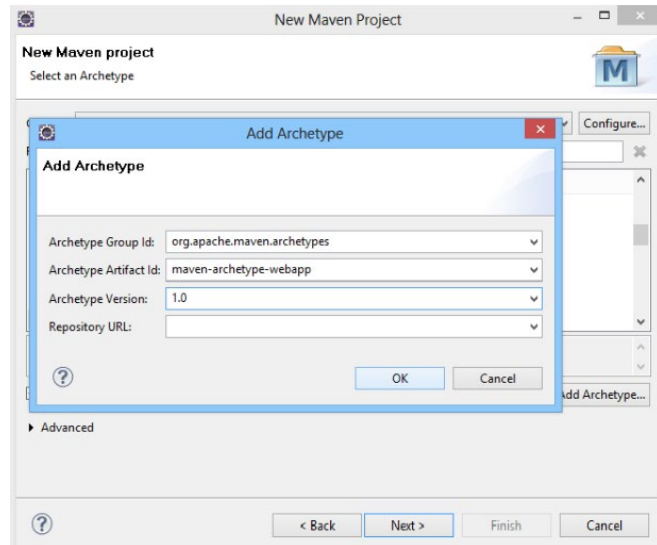 New Maven Project
New Maven project
Select an Archetype
Configure...
Add Archetype
Add Archetype
Archetype Group Id: org.apache.maven.archetypes
Archetype Artifact Id: maven-archetype-webapp
Archetype Version: 1.0
Repository URL:
OK Cancel
Add Archetype...
Advanced
< Back Next > Finish Cancel